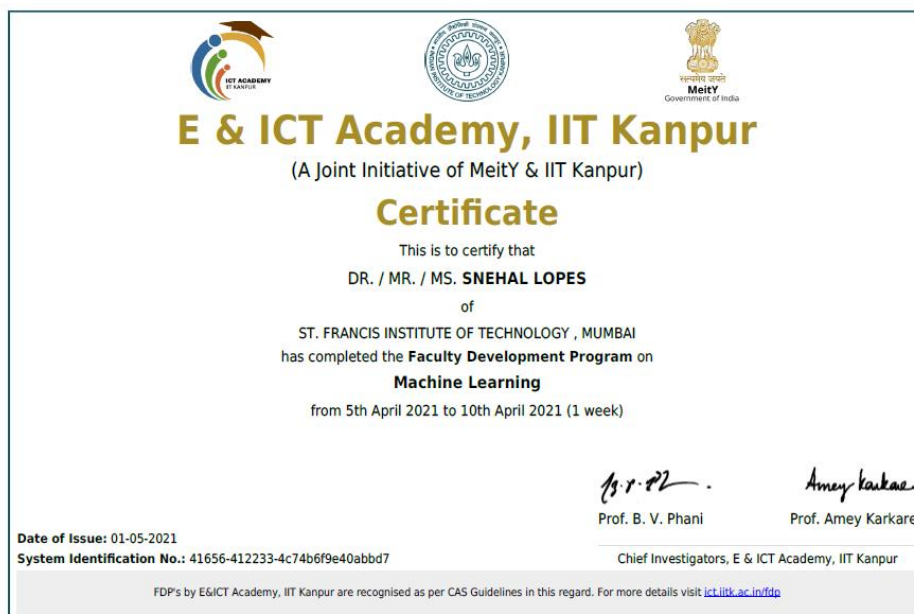 ICT ACADEMY
IIT KANPUR
INDIAN INSTITUTE OF TECHNOLOGY KANPUR
सत्यमेव जयते
MeitY
Government of India
E & ICT Academy, IIT Kanpur
(A Joint Initiative of MeitY & IIT Kanpur)
Certificate
This is to certify that
DR. / MR. / MS. SNEHAL LOPES
of
ST. FRANCIS INSTITUTE OF TECHNOLOGY , MUMBAI
has completed the Faculty Development Program on
Machine Learning
from 5th April 2021 to 10th April 2021 (1 week)
Amey Karkare
Prof. B. V. Phani
Prof. Amey Karkare
Date of Issue: 01-05-2021
System Identification No.: 41656-412233-4c74b6f9e40abbd7
Chief Investigators, E & ICT Academy, IIT Kanpur
FDP's by E&ICT Academy, IIT Kanpur are recognised as per CAS Guidelines in this regard. For more details visit ict.iitk.ac.in/fdp